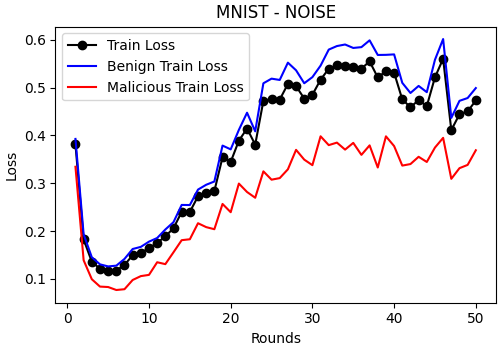 MNIST - NOISE
Train Loss
Benign Train Loss
Malicious Train Loss
Loss
0.6
0.5
0.4
0.3
0.2
0.1
0 10 20 30 40 50
Rounds